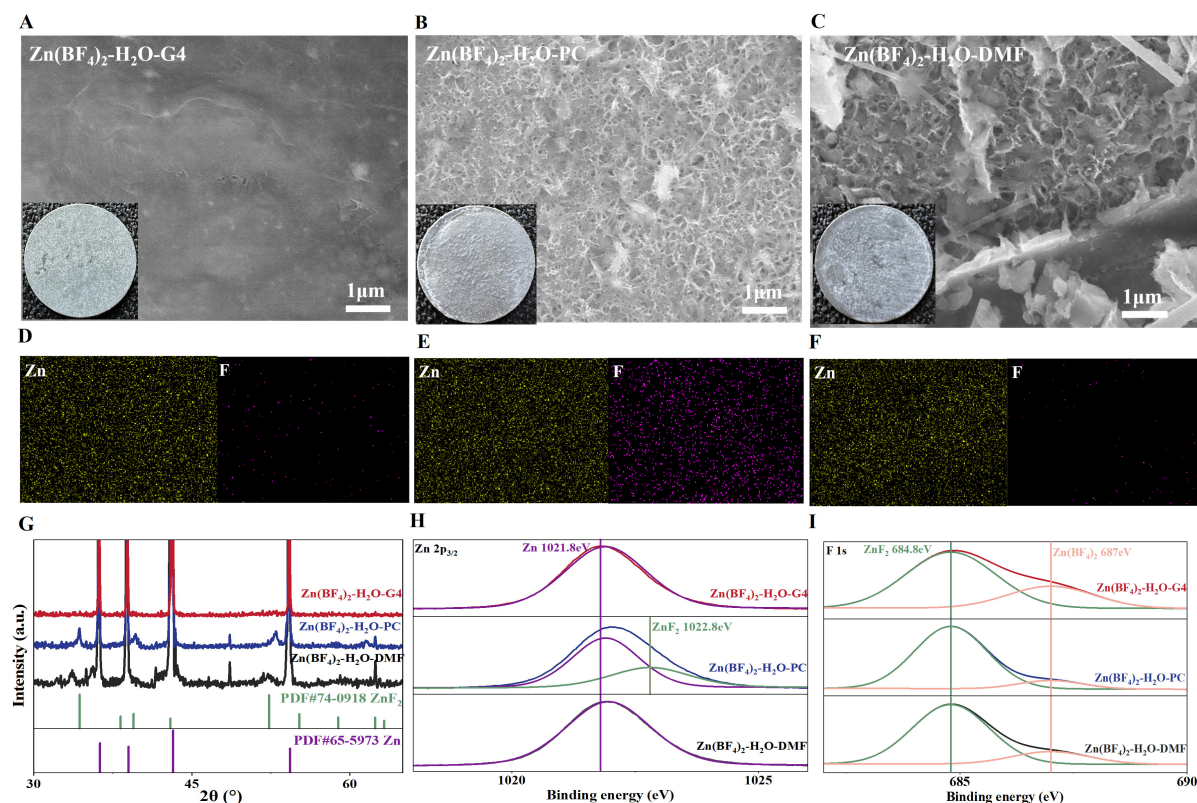 A
B
C
Zn(BF₄)₂-H₂O-G4
Zn(BF₄)₂-H₂O-PC
Zn(BF₄)₂-H₂O-DMF
1μm
1μm
1μm
D
E
F
Zn
F
Zn
F
Zn
F
G
Intensity (a.u.)
Zn(BF₄)₂-H₂O-G4
Zn(BF₄)₂-H₂O-PC
Zn(BF₄)₂-H₂O-DMF
PDF#74-0918 ZnF₂
PDF#65-5973 Zn
30
45
60
2θ (°)
H
Zn 2p₃/₂
Zn 1021.8eV
Zn(BF₄)₂-H₂O-G4
ZnF₂ 1022.8eV
Zn(BF₄)₂-H₂O-PC
Zn(BF₄)₂-H₂O-DMF
1020
1025
Binding energy (eV)
I
F 1s
ZnF₂ 684.8eV
Zn(BF₄)₂ 687eV
Zn(BF₄)₂-H₂O-G4
Zn(BF₄)₂-H₂O-PC
Zn(BF₄)₂-H₂O-DMF
685
690
Binding energy (eV)